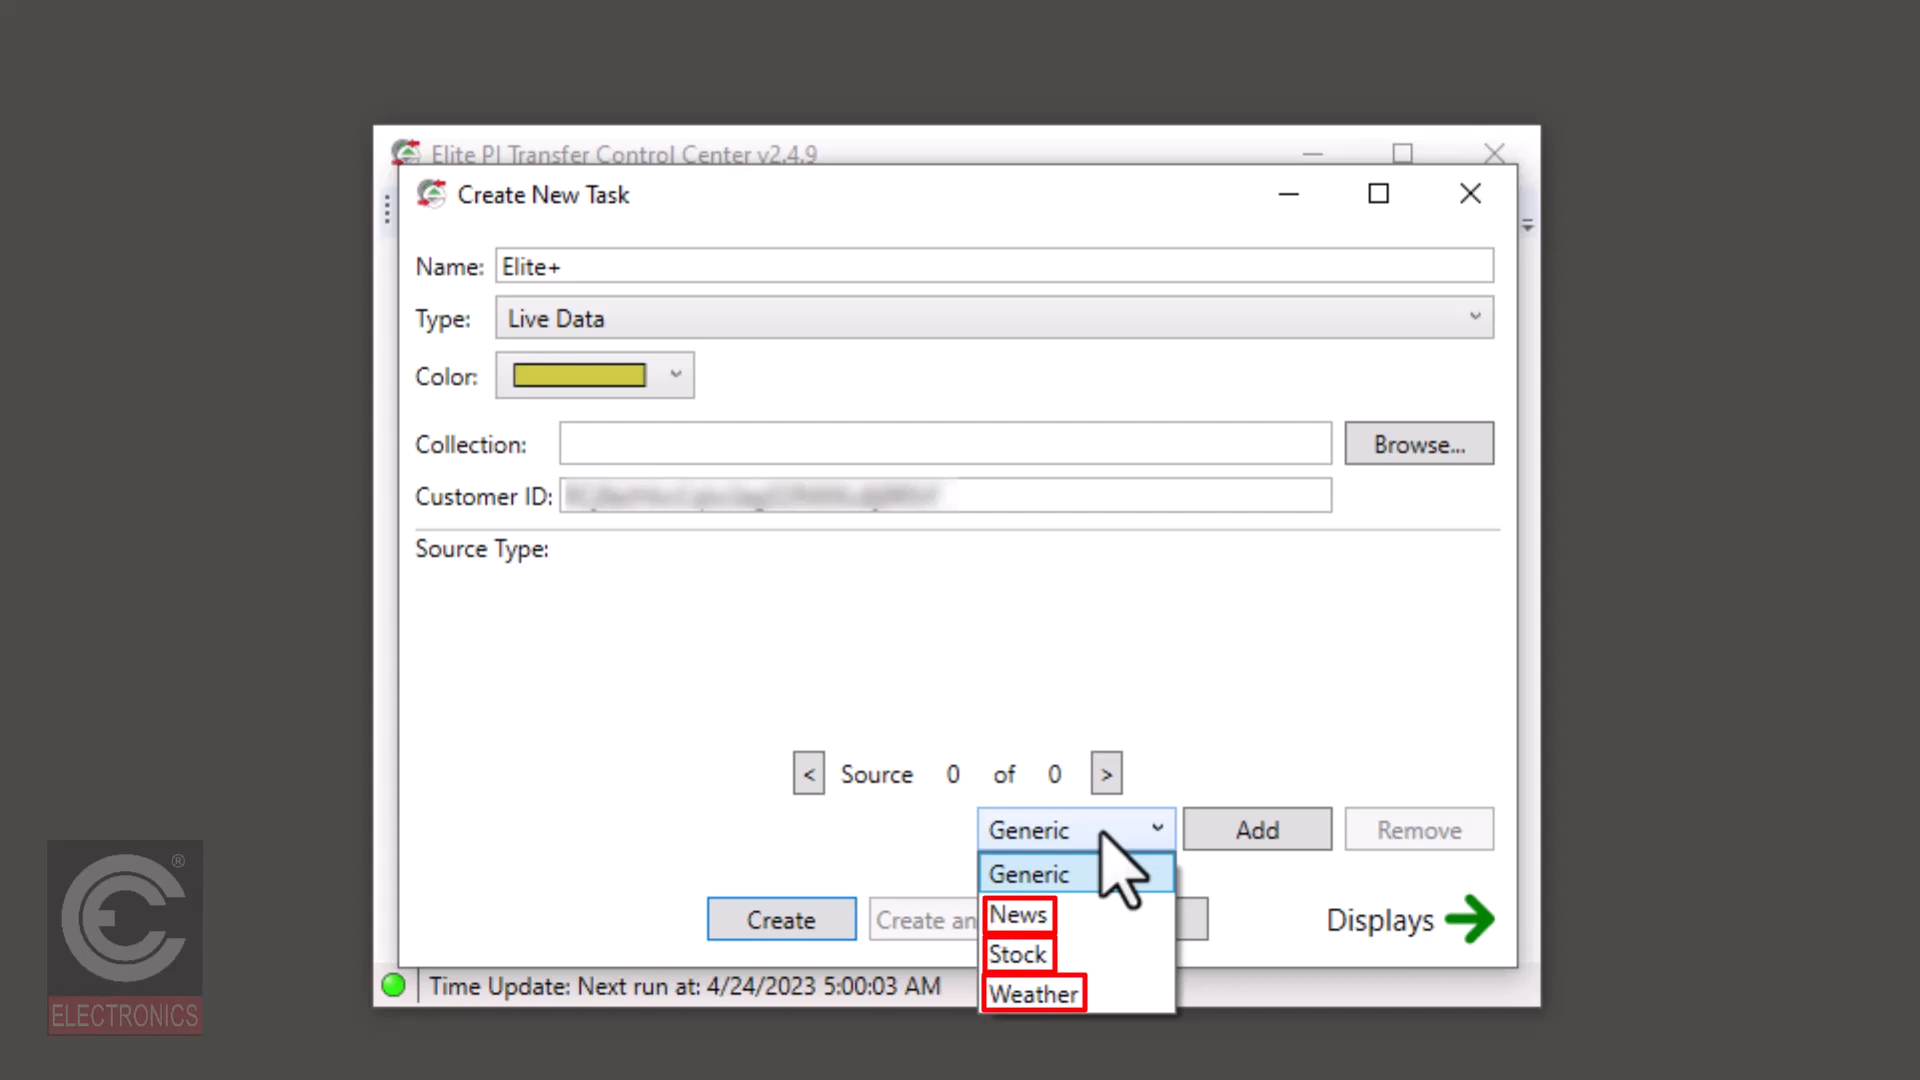 Elite PI Transfer Control Center v2.4.9
Create New Task
Name: Elite+
Type: Live Data
Color:
Collection: Browse...
Customer ID:
Source Type:
< Source 0 of 0 >
Generic Add Remove
Generic
News
Stock
Weather
Create Create an Displays
Time Update: Next run at: 4/24/2023 5:00:03 AM
®
ELECTRONICS